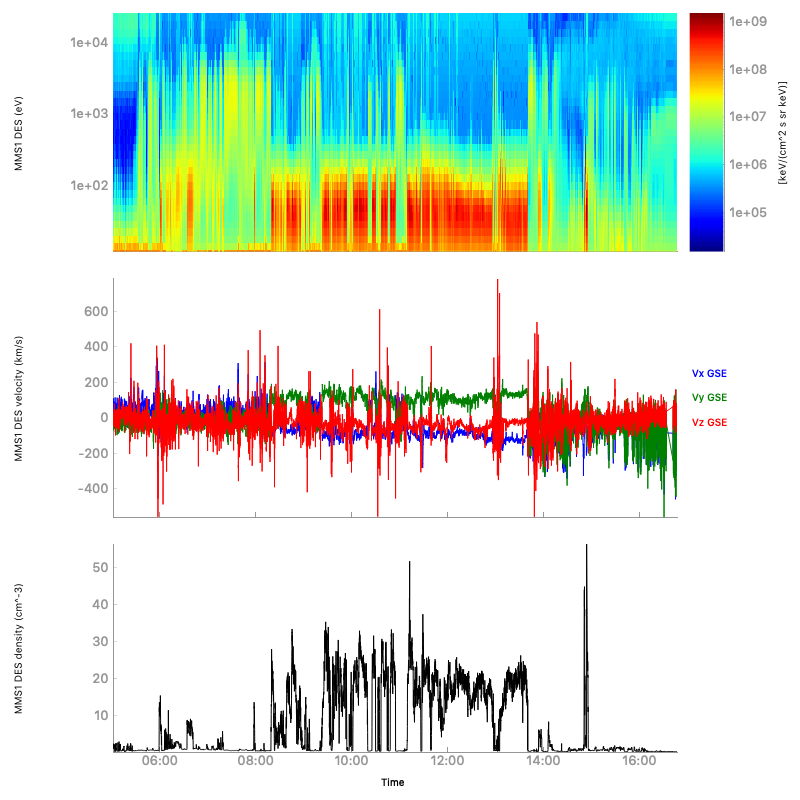 1e+09
1e+08
1e+07
1e+06
1e+05
[keV/(cm^2 s sr keV)]
MMS1 DES (eV)
1e+04
1e+03
1e+02
MMS1 DES velocity (km/s)
600
400
200
0
-200
-400
Vx GSE
Vy GSE
Vz GSE
MMS1 DES density (cm^-3)
50
40
30
20
10
06:00 08:00 10:00 12:00 14:00 16:00
Time